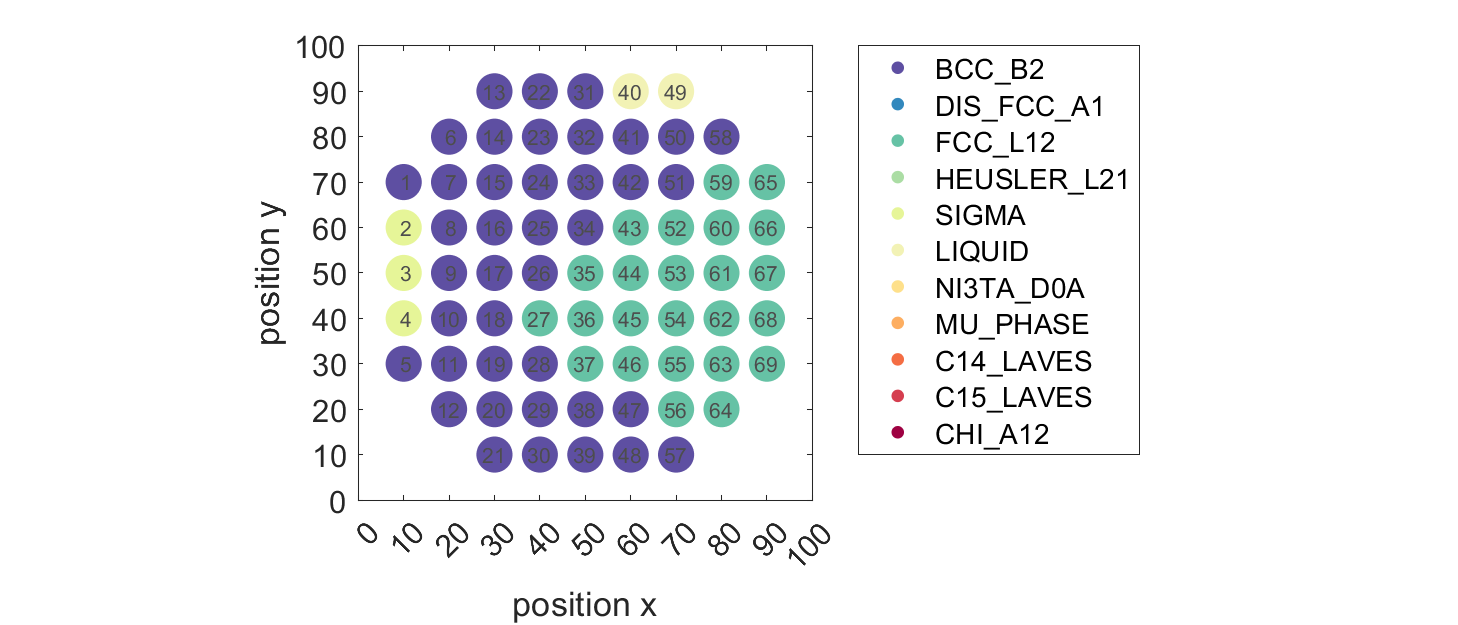 100
90
80
70
60
50
40
30
20
10
0
position y
13 22 31 40 49
6 14 23 32 41 50 58
1 7 15 24 33 42 51 59 65
2 8 16 25 34 43 52 60 66
3 9 17 26 35 44 53 61 67
4 10 18 27 36 45 54 62 68
5 11 19 28 37 46 55 63 69
12 20 29 38 47 56 64
21 30 39 48 57
0 10 20 30 40 50 60 70 80 90 100
position x
BCC_B2
DIS_FCC_A1
FCC_L12
HEUSLER_L21
SIGMA
LIQUID
NI3TA_D0A
MU_PHASE
C14_LAVES
C15_LAVES
CHI_A12